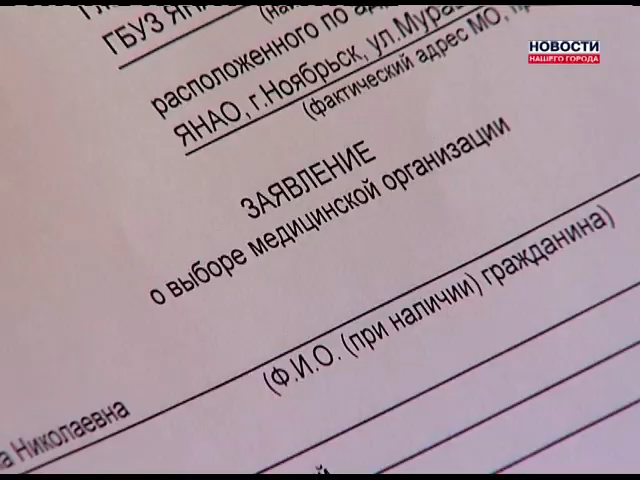 ГБУЗ
расположенного по
ЯНАО, г.Ноябрьск, ул.
(фактический адрес МО,
ЗАЯВЛЕНИЕ
о выборе медицинской организации
(Ф.И.О. (при наличии) гражданина)
Николаевна
НОВОСТИ
НАШЕГО ГОРОДА